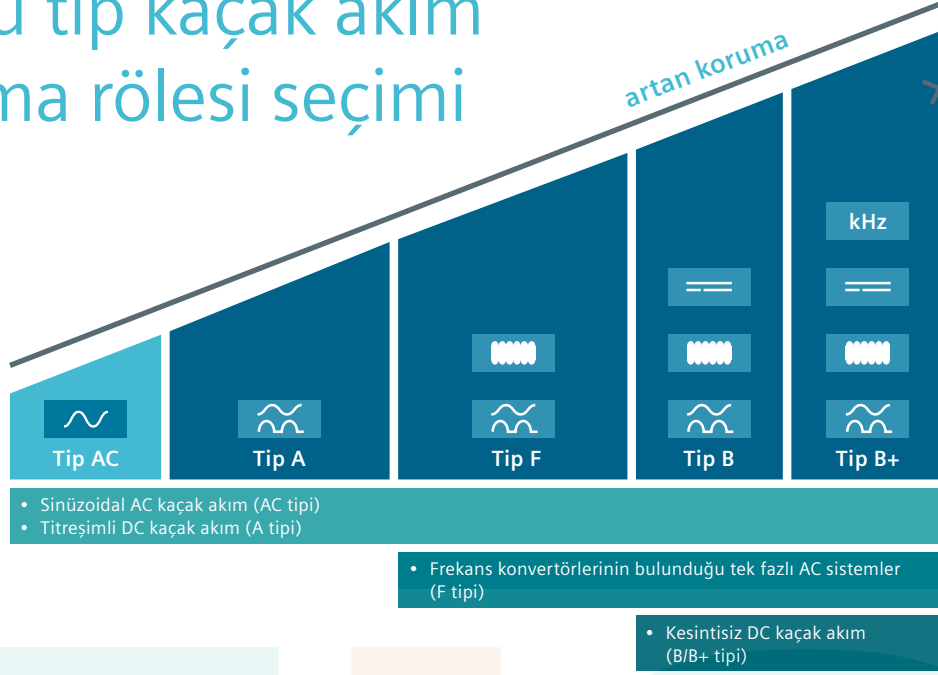 tip kaçak akım
rölesi seçimi
artan koruma
kHz
Tip AC
Tip A
Tip F
Tip B
Tip B+
• Sinüzoidal AC kaçak akım (AC tipi)
• Titreşimli DC kaçak akım (A tipi)
• Frekans konvertörlerinin bulunduğu tek fazlı AC sistemler
(F tipi)
• Kesintisiz DC kaçak akım
(B/B+ tipi)